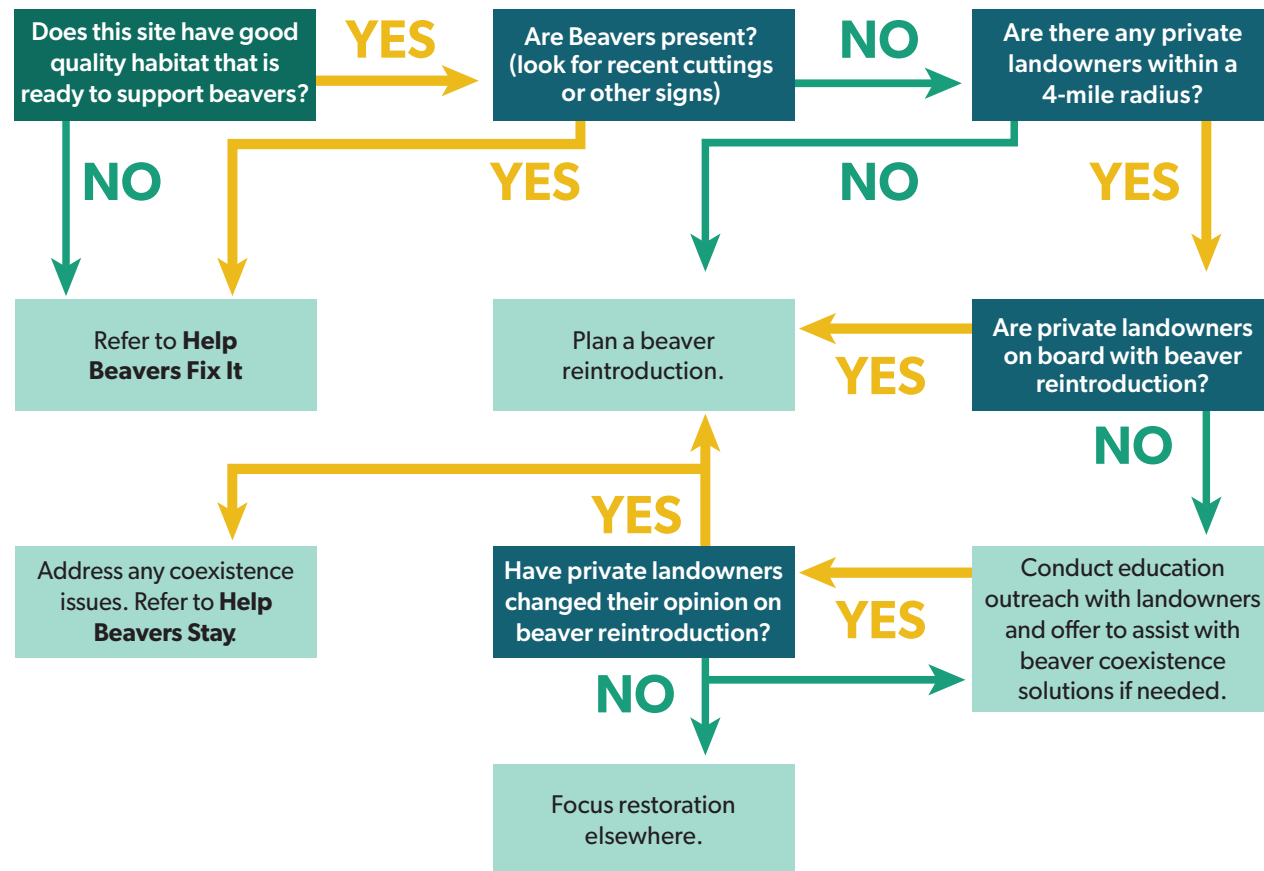 Does this site have good
quality habitat that is
ready to support beavers?
YES
Are Beavers present?
(look for recent cuttings
or other signs)
NO
Are there any private
landowners within a
4-mile radius?
NO
YES
NO
YES
Refer to Help
Beavers Fix It
Plan a beaver
reintroduction.
YES
Are private landowners
on board with beaver
reintroduction?
NO
YES
Address any coexistence
issues. Refer to Help
Beavers Stay.
Have private landowners
changed their opinion on
beaver reintroduction?
YES
Conduct education
outreach with landowners
and offer to assist with
beaver coexistence
solutions if needed.
NO
Focus restoration
elsewhere.